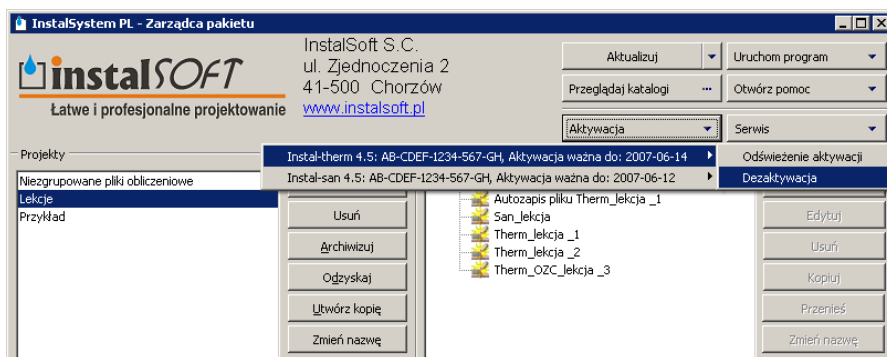 InstalSystem PL - Zarządca pakietu
instalSOFT
Łatwe i profesjonalne projektowanie
InstalSoft S.C.
ul. Zjednoczenia 2
41-500 Chorzów
www.instalsoft.pl
Aktualizuj
Uruchom program
Przeglądaj katalogi ...
Otwórz pomoc
Aktywacja
Serwis
Projekty
Instal-therm 4.5: AB-CDEF-1234-567-GH, Aktywacja ważna do: 2007-06-14
Odświeżenie aktywacji
Instal-san 4.5: AB-CDEF-1234-567-GH, Aktywacja ważna do: 2007-06-12
Dezaktywacja
Niezgrupowane pliki obliczeniowe
Lekcje
Przykład
Usuń
Archiwizuj
Odzyskaj
Utwórz kopię
Zmień nazwę
Autozapis pliku Therm_lekcja _1
San_lekcja
Therm_lekcja _1
Therm_lekcja _2
Therm_OZC_lekcja _3
Edytuj
Usuń
Kopiuj
Przenieś
Zmień nazwę